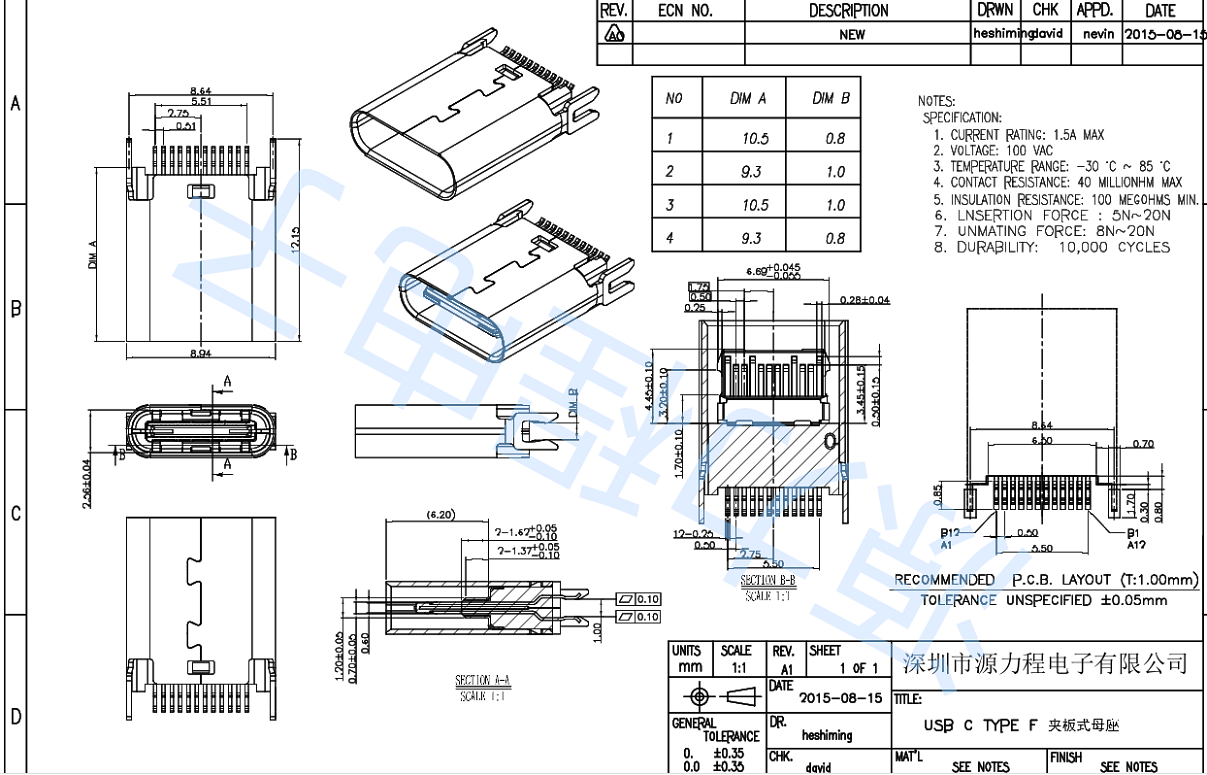 REV. ECN NO. DESCRIPTION DRWN CHK APPD. DATE
A0 NEW heshiming david nevin 2015-08-15
A
B
C
D
NO DIM A DIM B
1 10.5 0.8
2 9.3 1.0
3 10.5 1.0
4 9.3 0.8
NOTES:
SPECIFICATION:
1. CURRENT RATING: 1.5A MAX
2. VOLTAGE: 100 VAC
3. TEMPERATURE RANGE: -30 °C ~ 85 °C
4. CONTACT RESISTANCE: 40 MILLIONHM MAX
5. INSULATION RESISTANCE: 100 MEGOHMS MIN.
6. LNSERTION FORCE : 5N~20N
7. UNMATING FORCE: 8N~20N
8. DURABILITY: 10,000 CYCLES
8.64
5.51
2.75
0.51
DIM A
12.15
8.94
A
A
B
B
2.56±0.04
DIM B
(6.20)
2-1.62+0.05 -0.10
2-1.37+0.05 -0.10
0.10
0.10
1.20±0.05
0.70±0.05
0.60
1.00
SECTION A-A
SCALE 1:1
6.69+0.045
1.75
0.50
0.25
0.28±0.04
4.45±0.10
3.20±0.10
1.70±0.10
3.45±0.15
0.50±0.15
12-0.25
0.50
2.75
5.50
SECTION B-B
SCALE 1:1
8.64
6.50
0.70
0.85
1.70
0.30
0.80
B12
A1
0.50
5.50
B1
A12
RECOMMENDED P.C.B. LAYOUT (T:1.00mm)
TOLERANCE UNSPECIFIED ±0.05mm
UNITS SCALE REV. SHEET
mm 1:1 A1 1 OF 1
深圳市源力程电子有限公司
DATE
2015-08-15
TITLE:
USB C TYPE F 夹板式母座
GENERAL
TOLERANCE
0. ±0.35
0.0 ±0.35
DR.
heshiming
CHK.
david
MAT'L
SEE NOTES
FINISH
SEE NOTES